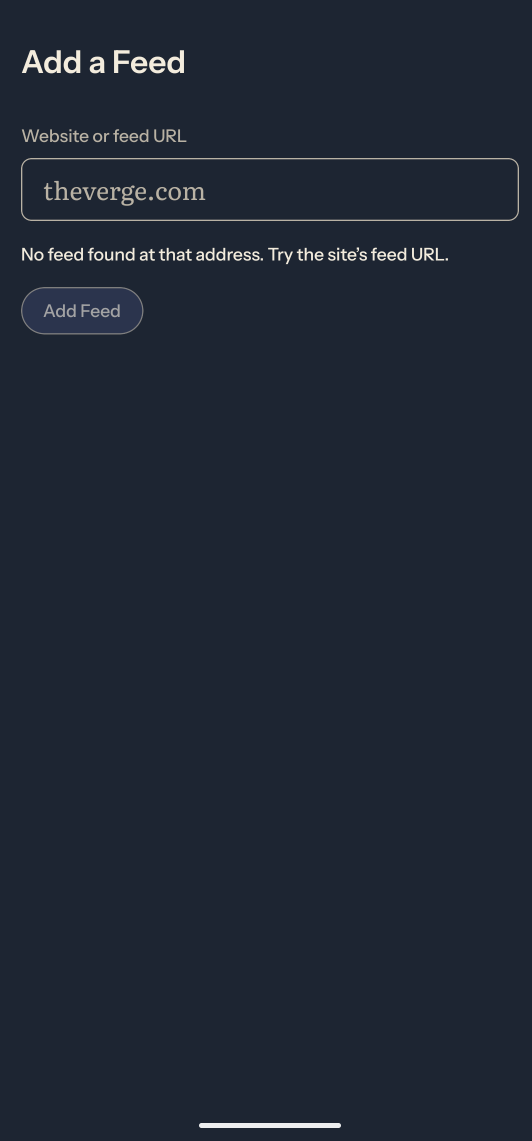 Add a Feed
Website or feed URL
theverge.com
No feed found at that address. Try the site’s feed URL.
Add Feed